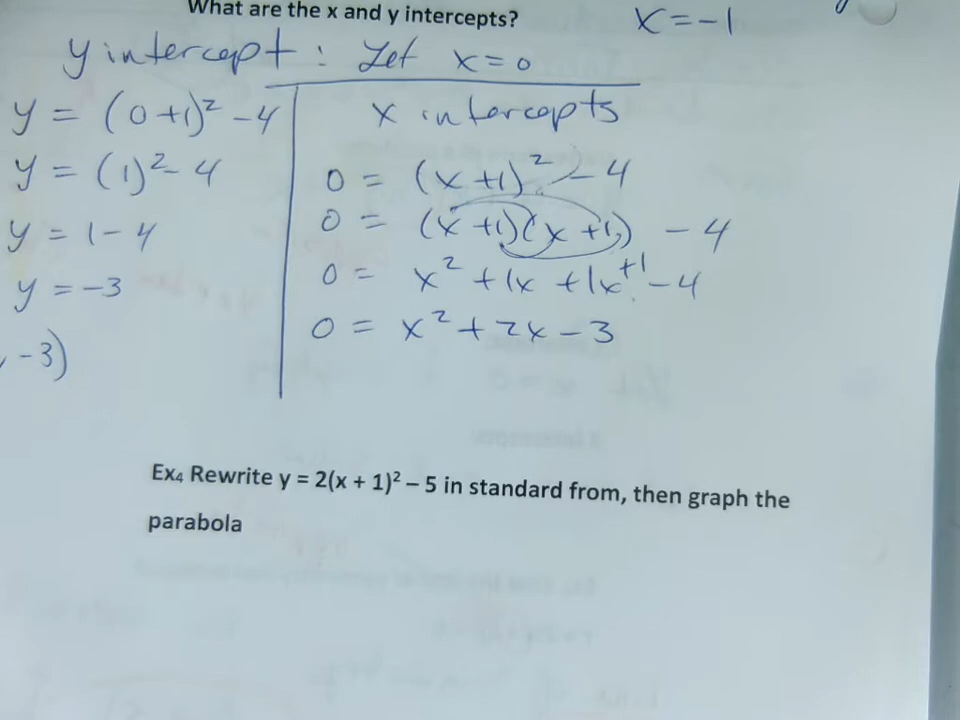 What are the x and y intercepts?
x = -1
y intercept : Let x = 0
y = (0 +1)² - 4
y = (1)² - 4
y = 1 - 4
y = -3
, -3)
x intercepts
0 = (x +1)² - 4
0 = (x +1)(x +1) - 4
0 = x² + 1x + 1x +1 - 4
0 = x² + 2x - 3
Ex4 Rewrite y = 2(x + 1)² – 5 in standard from, then graph the
parabola